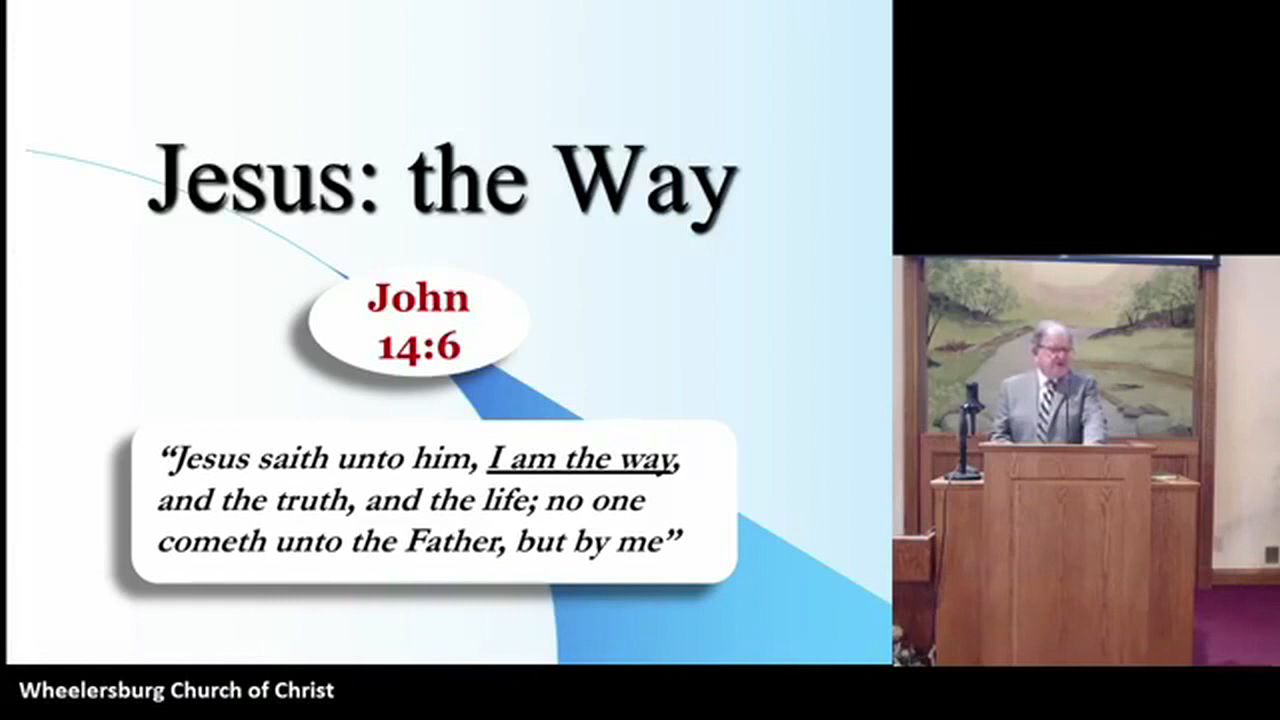 Jesus: the Way
John
14:6
“Jesus saith unto him, I am the way,
and the truth, and the life; no one
cometh unto the Father, but by me”
Wheelersburg Church of Christ